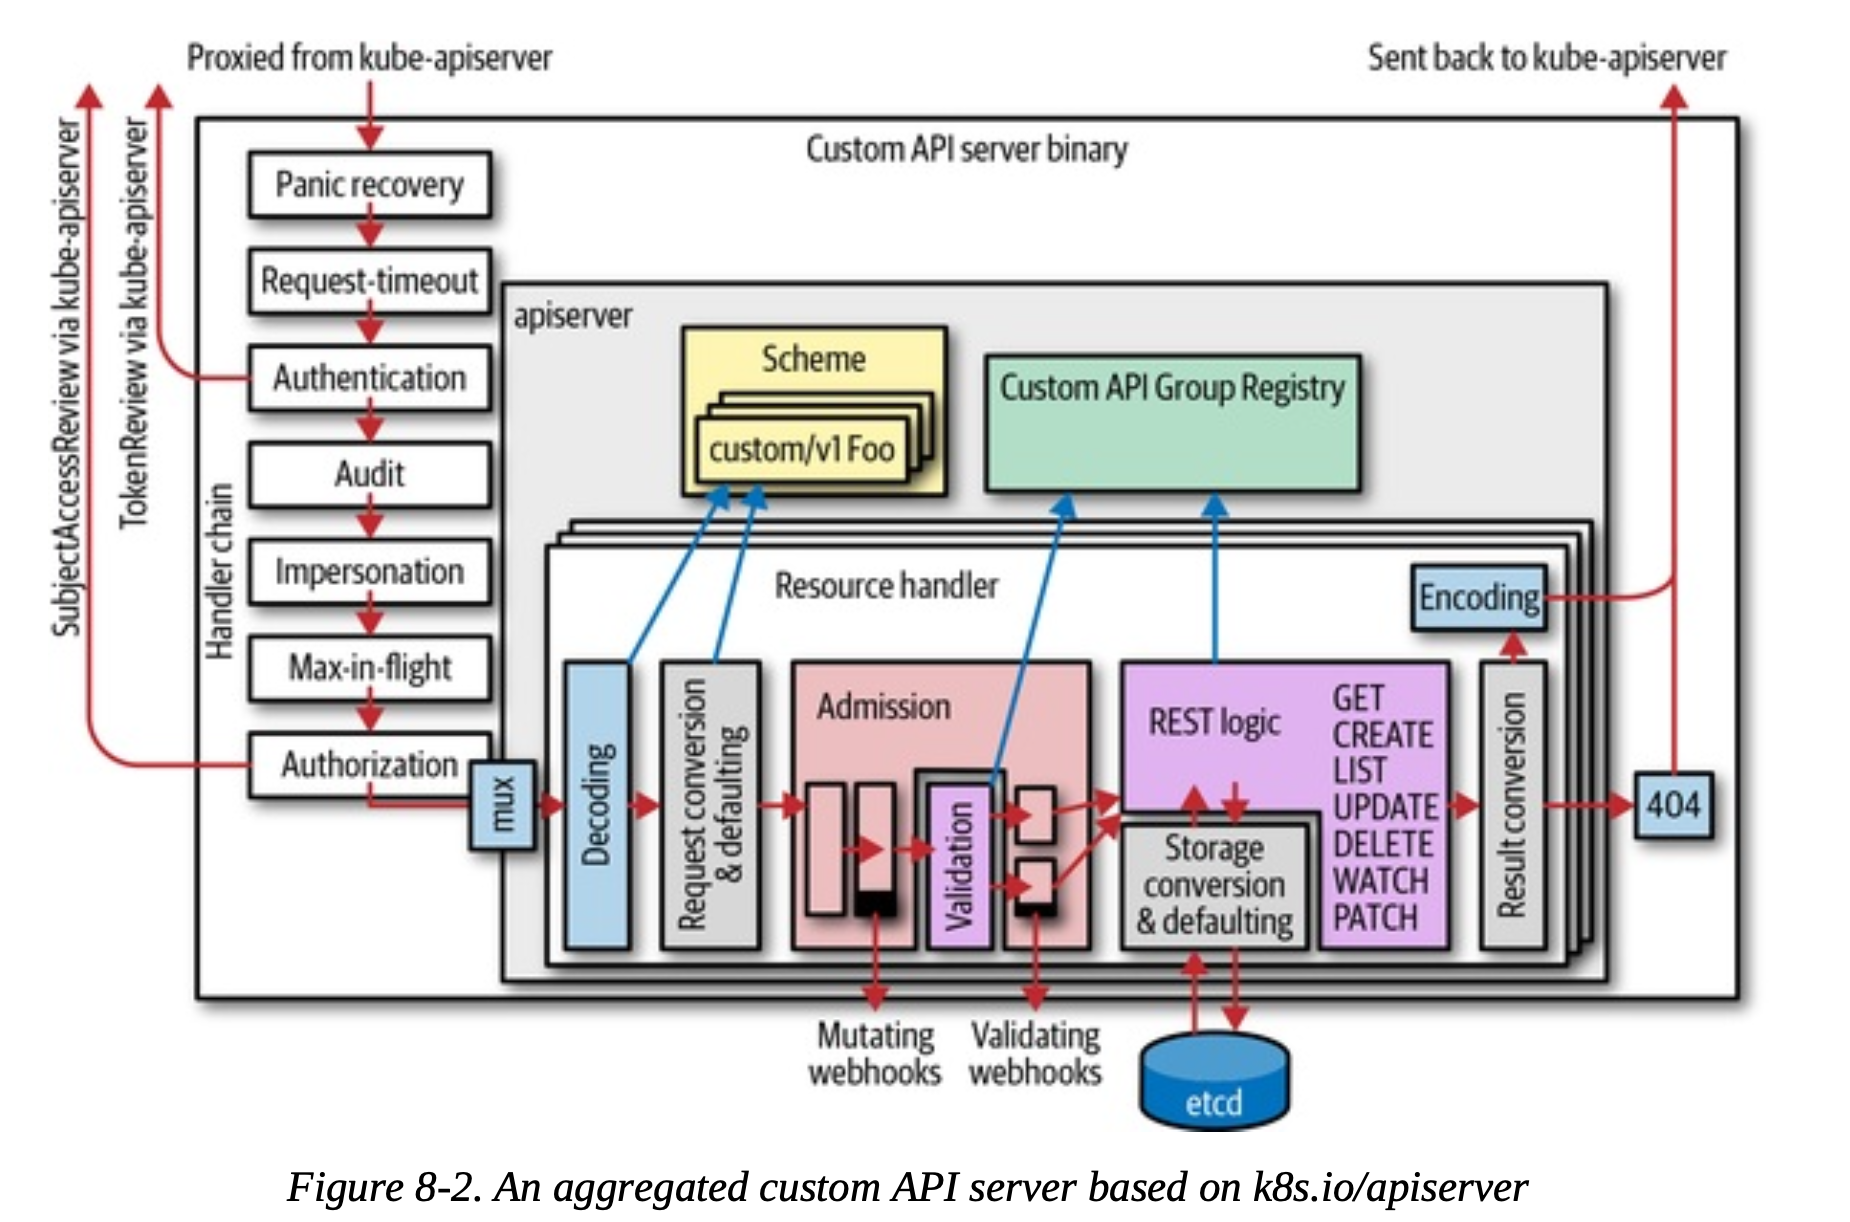 Proxied from kube-apiserver
Sent back to kube-apiserver
SubjectAccessReview via kube-apiserver
TokenReview via kube-apiserver
Custom API server binary
Handler chain
Panic recovery
Request-timeout
Authentication
Audit
Impersonation
Max-in-flight
Authorization
mux
apiserver
Scheme
custom/v1 Foo
Custom API Group Registry
Resource handler
Encoding
Decoding
Request conversion
& defaulting
Admission
Validation
REST logic
GET
CREATE
LIST
UPDATE
DELETE
WATCH
PATCH
Storage
conversion
& defaulting
Result conversion
404
Mutating
webhooks
Validating
webhooks
etcd
Figure 8-2. An aggregated custom API server based on k8s.io/apiserver